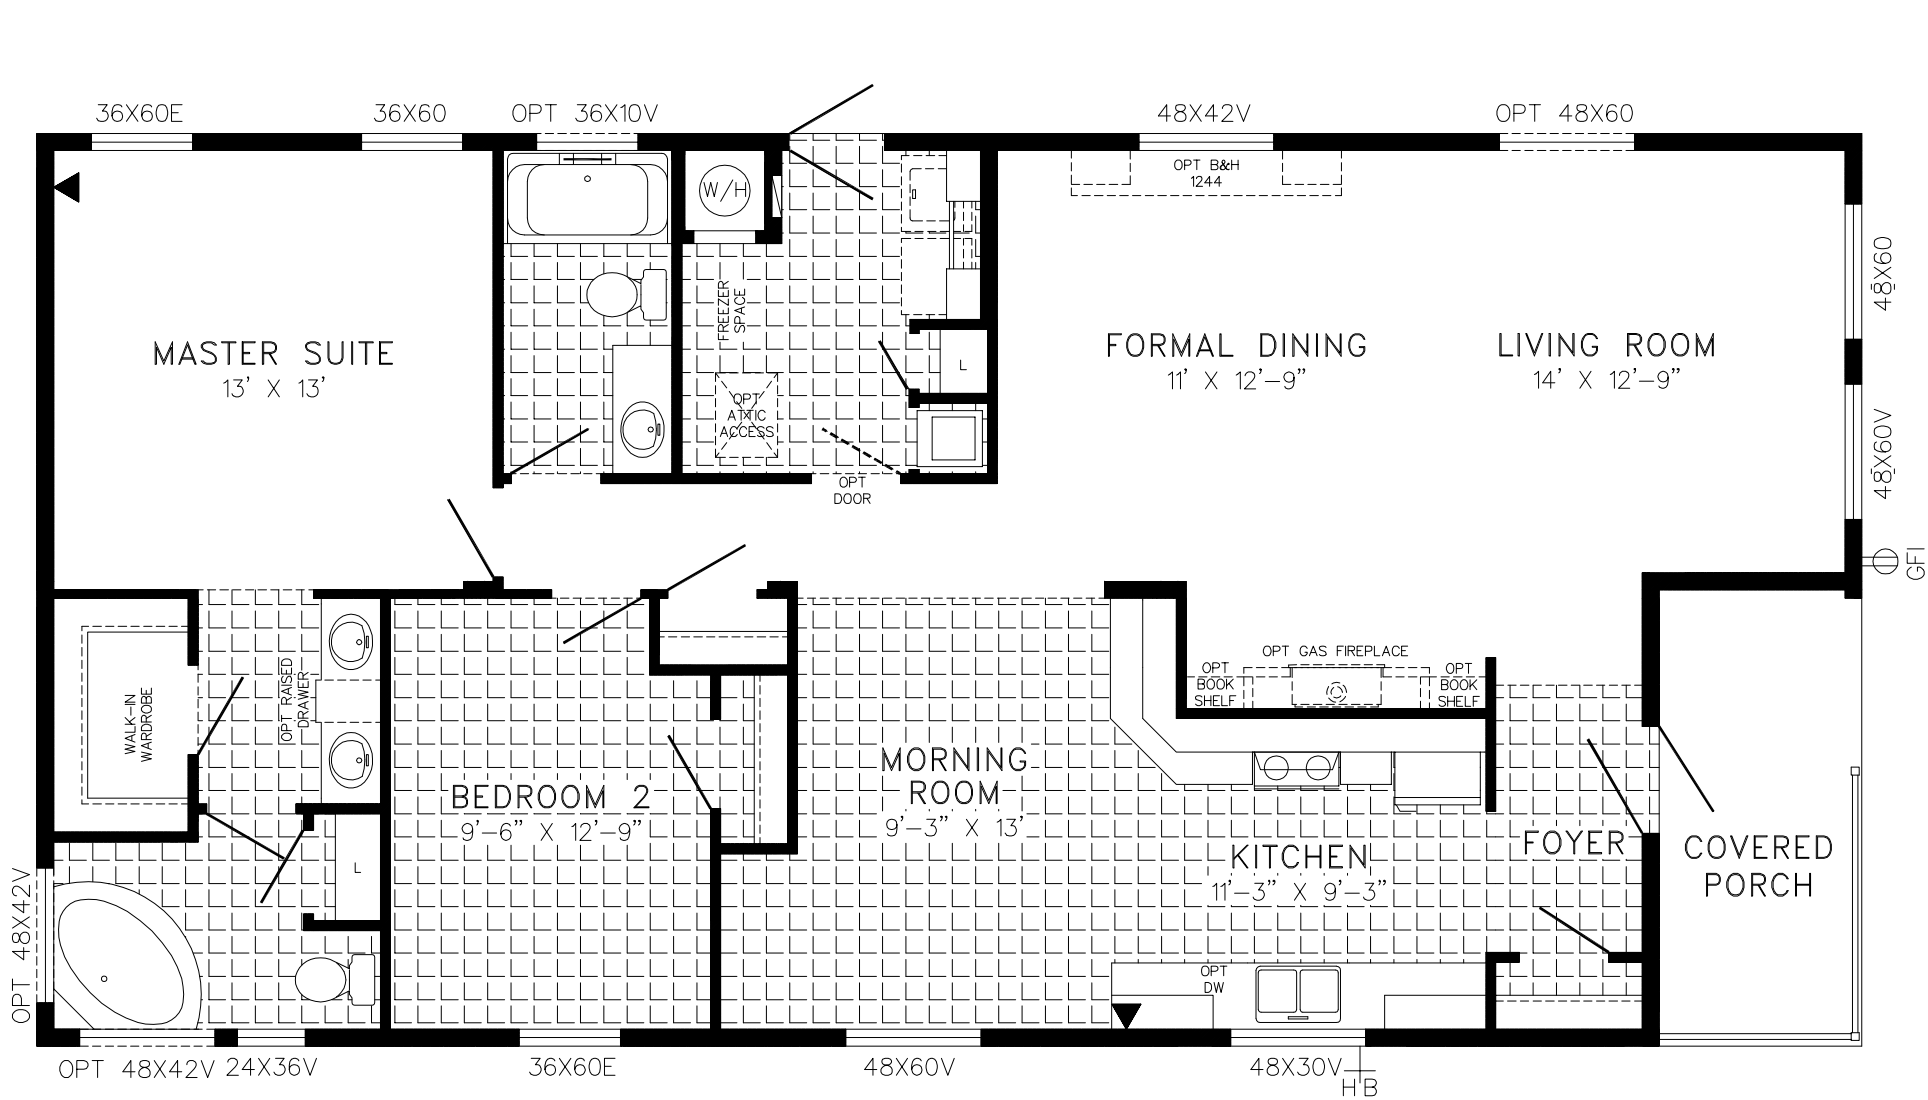 36X60E
36X60
OPT 36X10V
48X42V
OPT 48X60
OPT B&H
1244
W/H
FREEZER
SPACE
48X60
MASTER SUITE
13' X 13'
FORMAL DINING
11' X 12'-9"
LIVING ROOM
14' X 12'-9"
L
OPT
ATTIC
ACCESS
48X60V
OPT
DOOR
GFI
OPT RAISED
DRAWER
WALK-IN
WARDROBE
OPT GAS FIREPLACE
OPT
BOOK
SHELF
OPT
BOOK
SHELF
MORNING
ROOM
9'-3" X 13'
BEDROOM 2
9'-6" X 12'-9"
KITCHEN
11'-3" X 9'-3"
FOYER
COVERED
PORCH
L
OPT 48X42V
OPT
DW
OPT 48X42V
24X36V
36X60E
48X60V
48X30V
HB